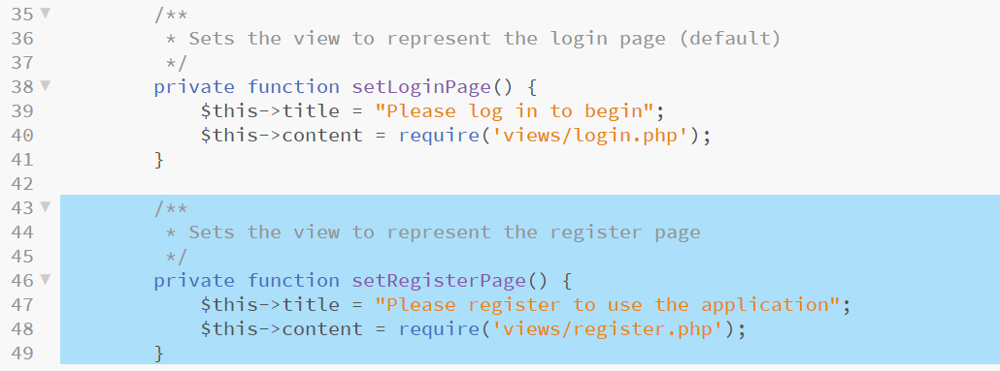 35 /**
36 * Sets the view to represent the login page (default)
37 */
38 private function setLoginPage() {
39 $this->title = "Please log in to begin";
40 $this->content = require('views/login.php');
41 }
42
43 /**
44 * Sets the view to represent the register page
45 */
46 private function setRegisterPage() {
47 $this->title = "Please register to use the application";
48 $this->content = require('views/register.php');
49 }